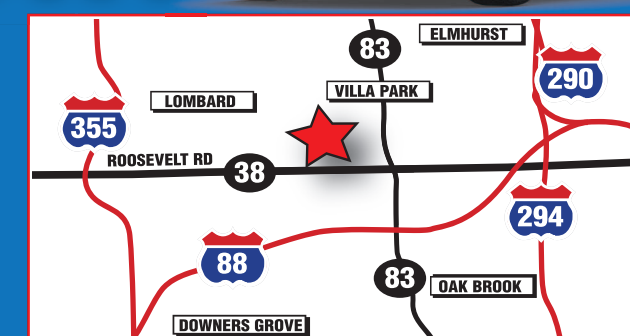 ELMHURST
83
290
VILLA PARK
LOMBARD
355
ROOSEVELT RD
38
294
88
83
OAK BROOK
DOWNERS GROVE